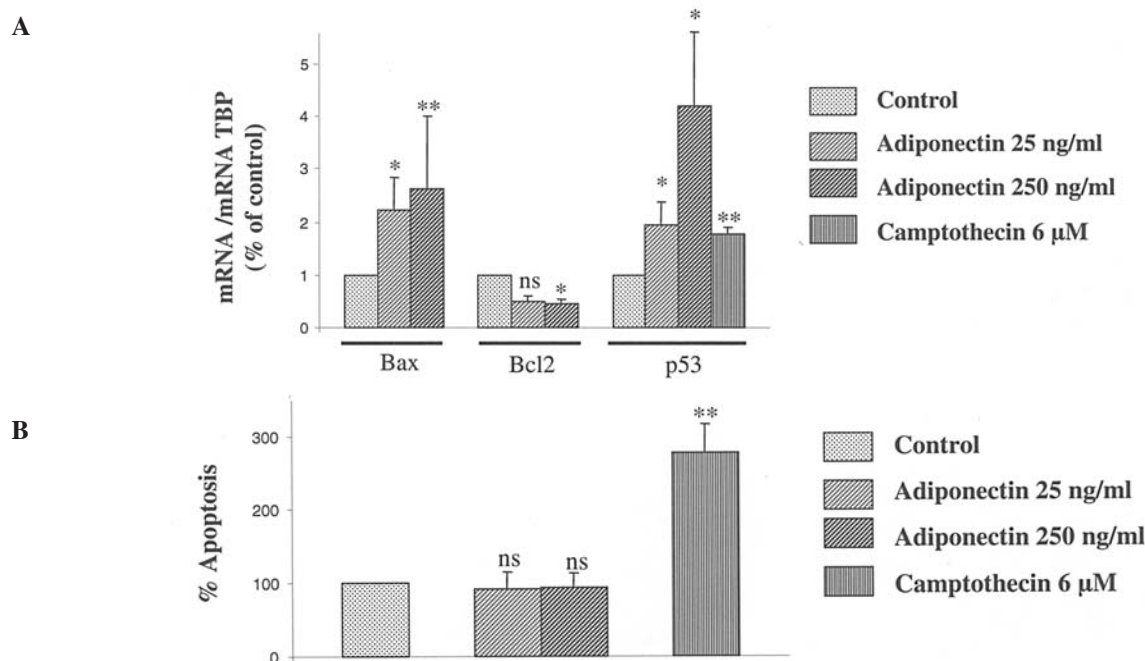 A
mRNA /mRNA TBP
(% of control)
5
4
3
2
1
0
*
**
ns
*
*
*
**
Bax
Bcl2
p53
Control
Adiponectin 25 ng/ml
Adiponectin 250 ng/ml
Camptothecin 6 µM
B
% Apoptosis
300
200
100
0
ns
ns
**
Control
Adiponectin 25 ng/ml
Adiponectin 250 ng/ml
Camptothecin 6 µM